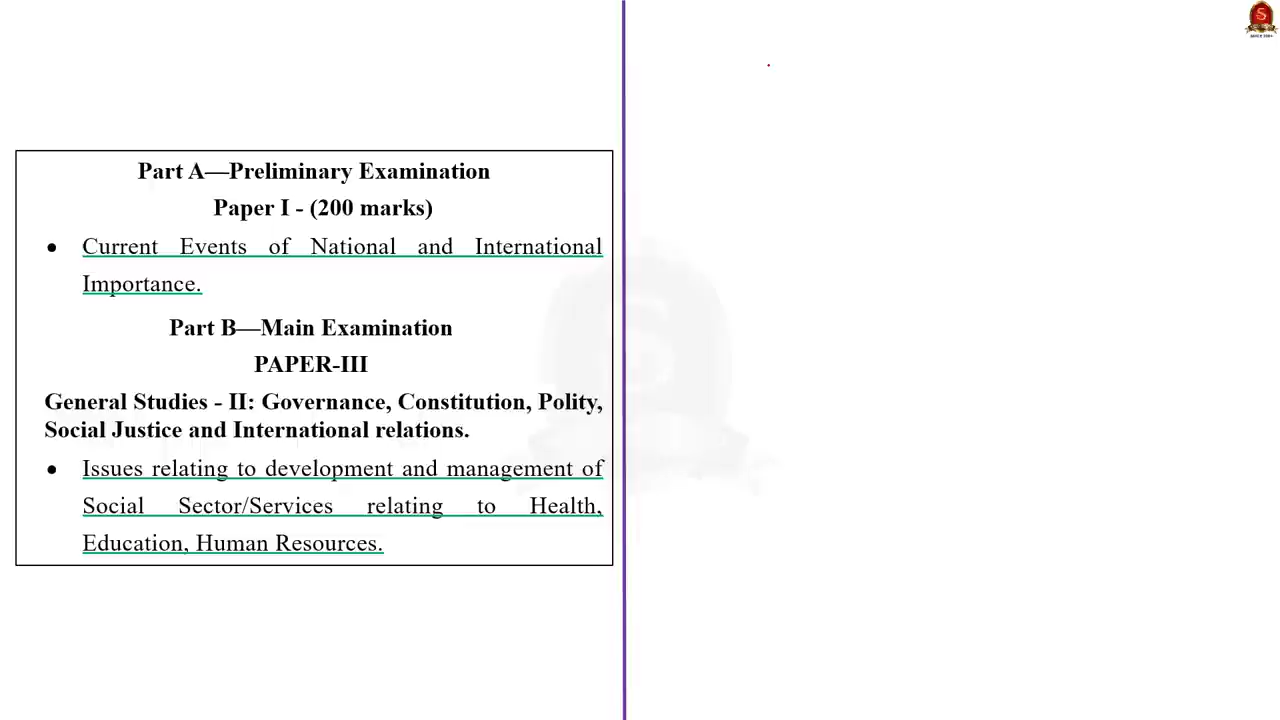 Part A—Preliminary Examination
Paper I - (200 marks)
● Current Events of National and International
Importance.
Part B—Main Examination
PAPER-III
General Studies - II: Governance, Constitution, Polity,
Social Justice and International relations.
● Issues relating to development and management of
Social Sector/Services relating to Health,
Education, Human Resources.